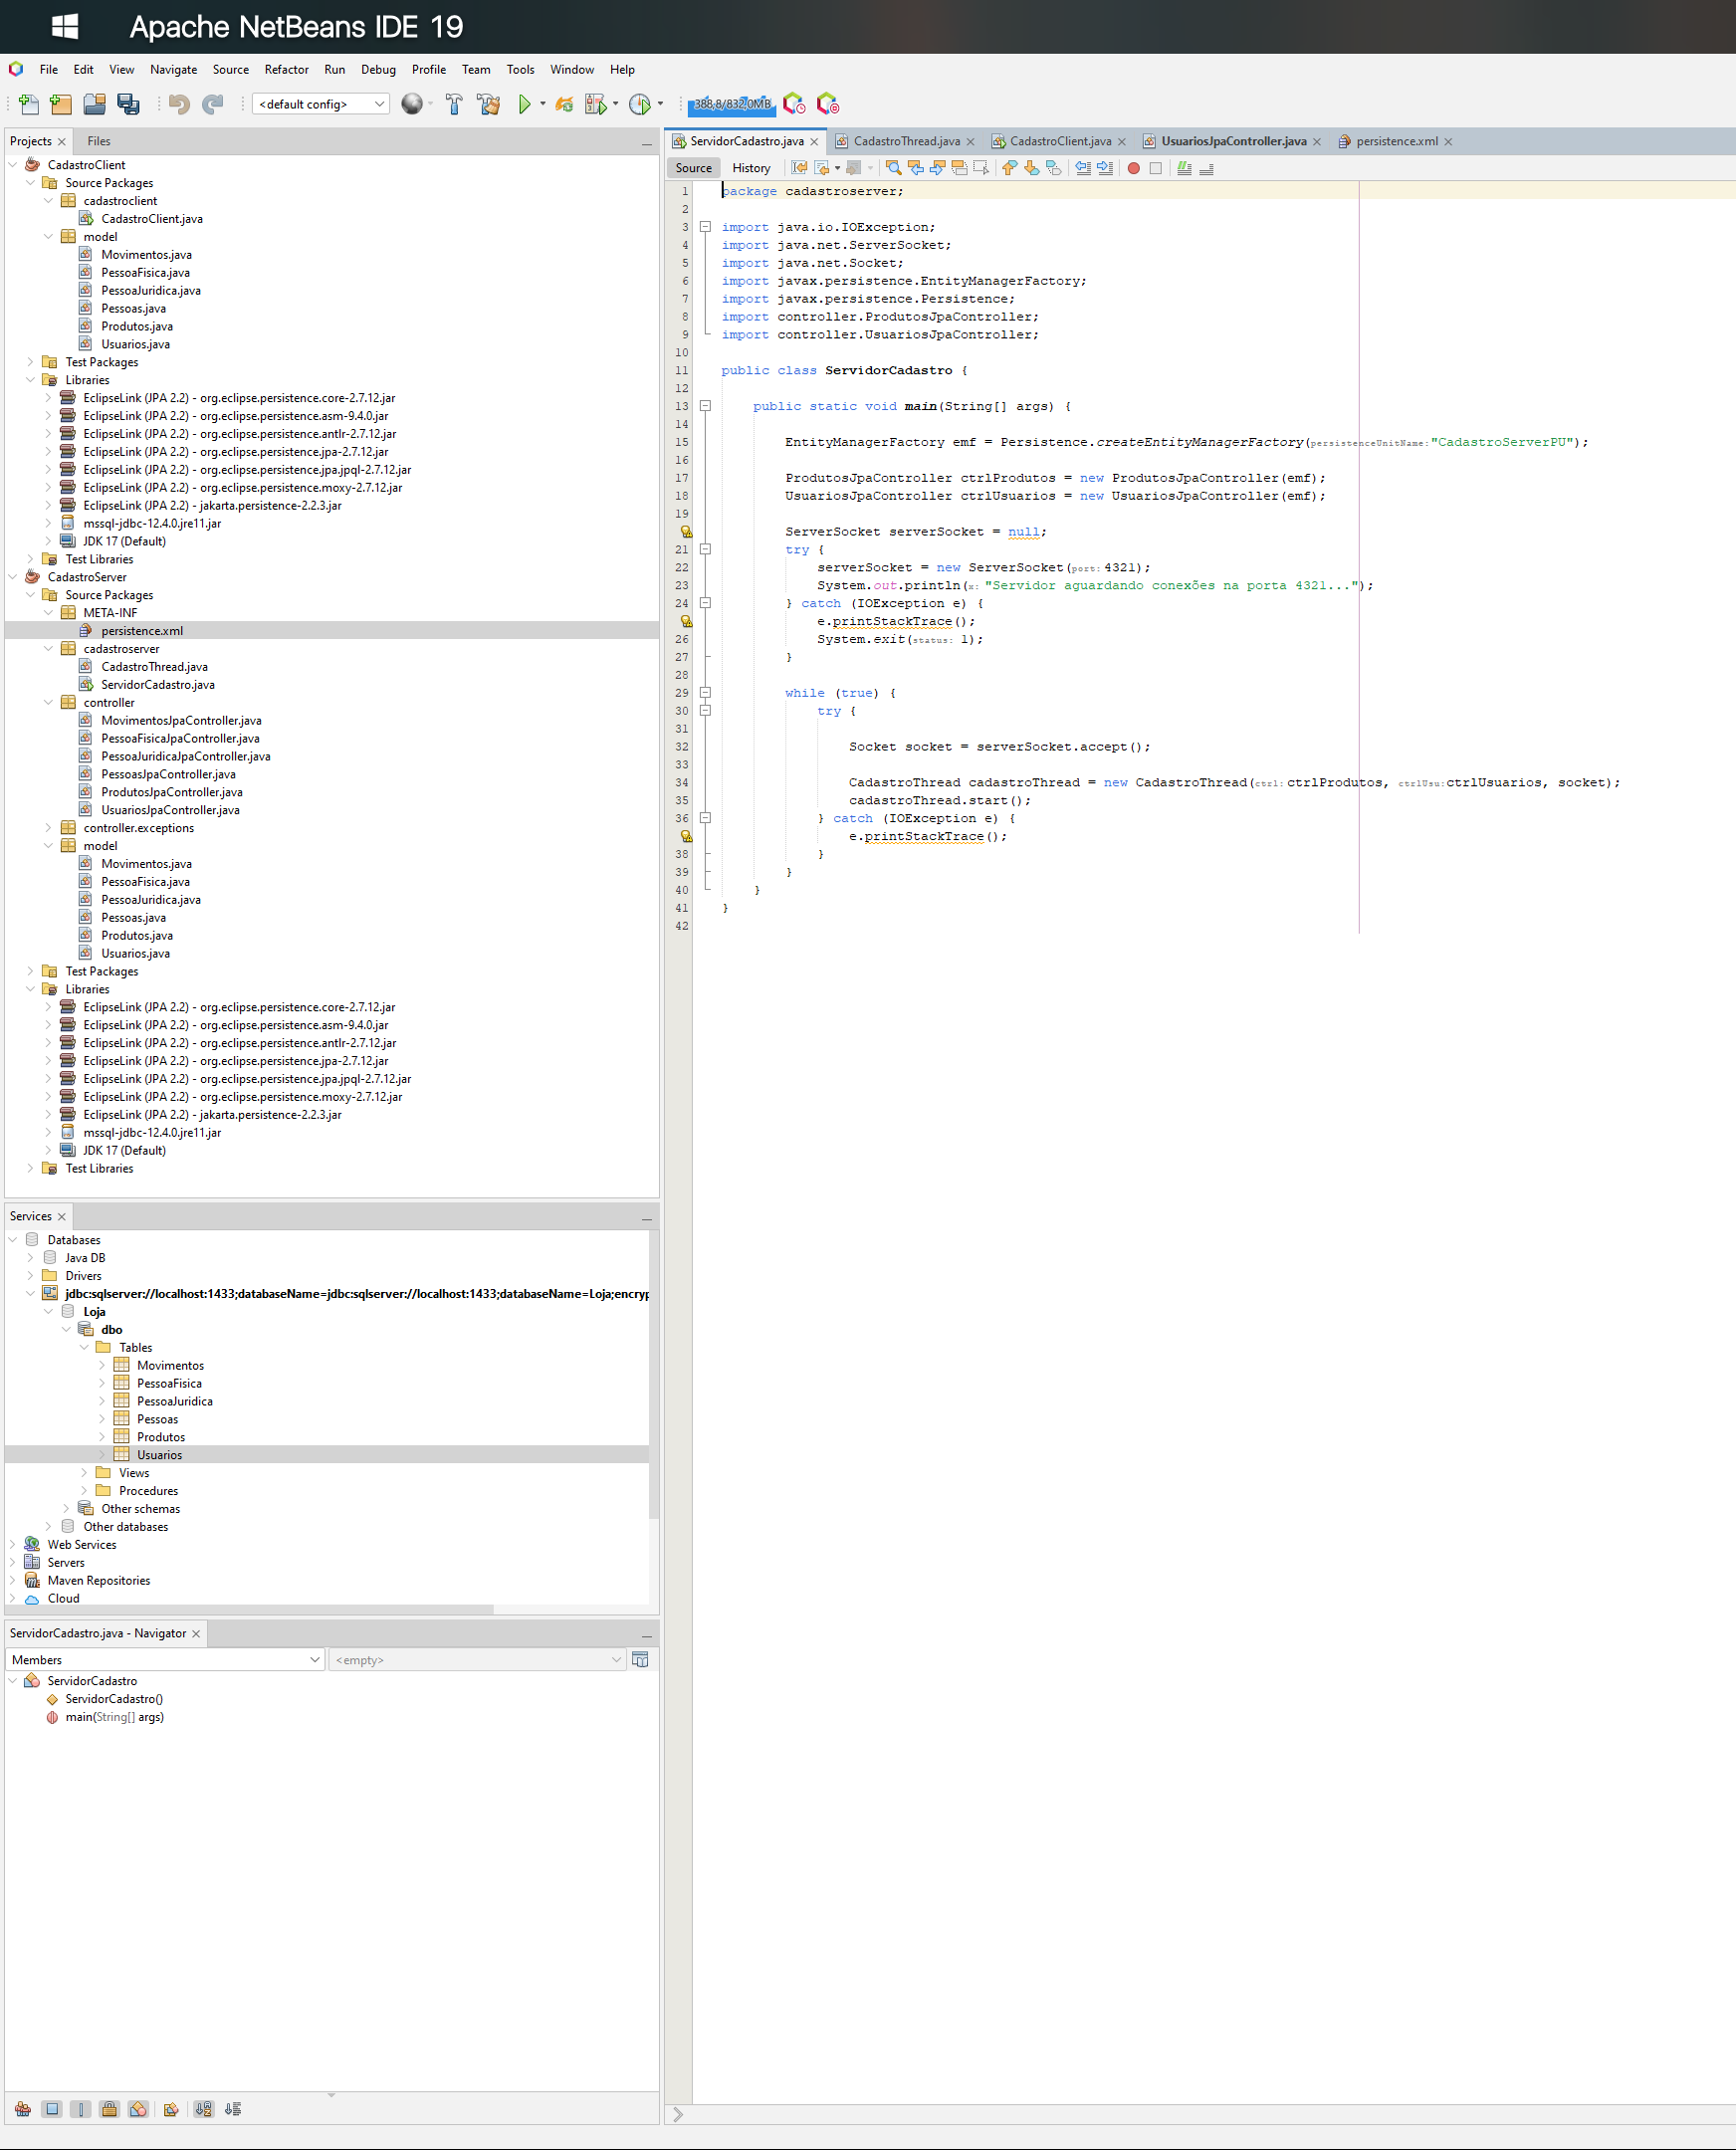 Apache NetBeans IDE 19
File Edit View Navigate Source Refactor Run Debug Profile Team Tools Window Help
<default config> 388,8/832,0MB
Projects Files
CadastroClient
Source Packages
cadastroclient
CadastroClient.java
model
Movimentos.java
PessoaFisica.java
PessoaJuridica.java
Pessoas.java
Produtos.java
Usuarios.java
Test Packages
Libraries
EclipseLink (JPA 2.2) - org.eclipse.persistence.core-2.7.12.jar
EclipseLink (JPA 2.2) - org.eclipse.persistence.asm-9.4.0.jar
EclipseLink (JPA 2.2) - org.eclipse.persistence.antlr-2.7.12.jar
EclipseLink (JPA 2.2) - org.eclipse.persistence.jpa-2.7.12.jar
EclipseLink (JPA 2.2) - org.eclipse.persistence.jpa.jpql-2.7.12.jar
EclipseLink (JPA 2.2) - org.eclipse.persistence.moxy-2.7.12.jar
EclipseLink (JPA 2.2) - jakarta.persistence-2.2.3.jar
mssql-jdbc-12.4.0.jre11.jar
JDK 17 (Default)
Test Libraries
CadastroServer
Source Packages
META-INF
persistence.xml
cadastroserver
CadastroThread.java
ServidorCadastro.java
controller
MovimentosJpaController.java
PessoaFisicaJpaController.java
PessoaJuridicaJpaController.java
PessoasJpaController.java
ProdutosJpaController.java
UsuariosJpaController.java
controller.exceptions
model
Movimentos.java
PessoaFisica.java
PessoaJuridica.java
Pessoas.java
Produtos.java
Usuarios.java
Test Packages
Libraries
EclipseLink (JPA 2.2) - org.eclipse.persistence.core-2.7.12.jar
EclipseLink (JPA 2.2) - org.eclipse.persistence.asm-9.4.0.jar
EclipseLink (JPA 2.2) - org.eclipse.persistence.antlr-2.7.12.jar
EclipseLink (JPA 2.2) - org.eclipse.persistence.jpa-2.7.12.jar
EclipseLink (JPA 2.2) - org.eclipse.persistence.jpa.jpql-2.7.12.jar
EclipseLink (JPA 2.2) - org.eclipse.persistence.moxy-2.7.12.jar
EclipseLink (JPA 2.2) - jakarta.persistence-2.2.3.jar
mssql-jdbc-12.4.0.jre11.jar
JDK 17 (Default)
Test Libraries
Services
Databases
Java DB
Drivers
jdbc:sqlserver://localhost:1433;databaseName=jdbc:sqlserver://localhost:1433;databaseName=Loja;encryp
Loja
dbo
Tables
Movimentos
PessoaFisica
PessoaJuridica
Pessoas
Produtos
Usuarios
Views
Procedures
Other schemas
Other databases
Web Services
Servers
Maven Repositories
Cloud
ServidorCadastro.java - Navigator
Members <empty>
ServidorCadastro
ServidorCadastro()
main(String[] args)
ServidorCadastro.java CadastroThread.java CadastroClient.java UsuariosJpaController.java persistence.xml
Source History
1 package cadastroserver;
2
3 import java.io.IOException;
4 import java.net.ServerSocket;
5 import java.net.Socket;
6 import javax.persistence.EntityManagerFactory;
7 import javax.persistence.Persistence;
8 import controller.ProdutosJpaController;
9 import controller.UsuariosJpaController;
10
11 public class ServidorCadastro {
12
13 public static void main(String[] args) {
14
15 EntityManagerFactory emf = Persistence.createEntityManagerFactory(persistenceUnitName: "CadastroServerPU");
16
17 ProdutosJpaController ctrlProdutos = new ProdutosJpaController(emf);
18 UsuariosJpaController ctrlUsuarios = new UsuariosJpaController(emf);
19
ServerSocket serverSocket = null;
21 try {
22 serverSocket = new ServerSocket(port: 4321);
23 System.out.println(x: "Servidor aguardando conexões na porta 4321...");
24 } catch (IOException e) {
e.printStackTrace();
26 System.exit(status: 1);
27 }
28
29 while (true) {
30 try {
31
32 Socket socket = serverSocket.accept();
33
34 CadastroThread cadastroThread = new CadastroThread(ctrl: ctrlProdutos, ctrlUsu: ctrlUsuarios, socket);
35 cadastroThread.start();
36 } catch (IOException e) {
e.printStackTrace();
38 }
39 }
40 }
41 }
42